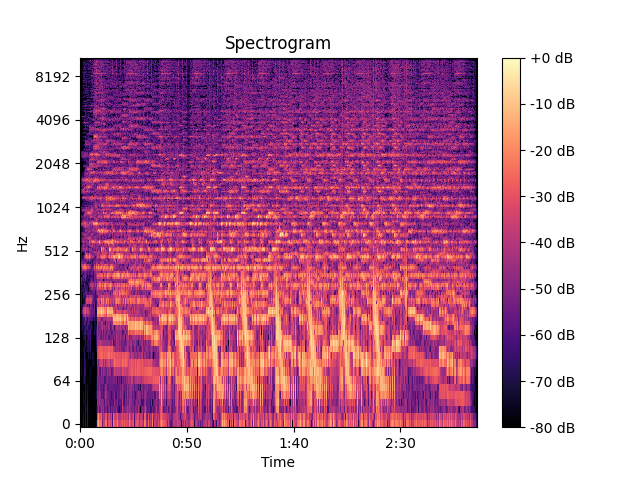 Spectrogram
Hz
8192
4096
2048
1024
512
256
128
64
0
0:00
0:50
1:40
2:30
Time
+0 dB
-10 dB
-20 dB
-30 dB
-40 dB
-50 dB
-60 dB
-70 dB
-80 dB